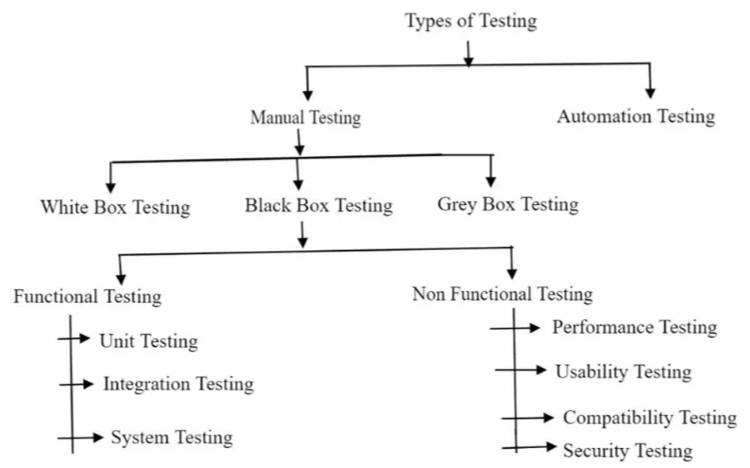 Types of Testing
Manual Testing
Automation Testing
White Box Testing
Black Box Testing
Grey Box Testing
Functional Testing
Non Functional Testing
Unit Testing
Integration Testing
System Testing
Performance Testing
Usability Testing
Compatibility Testing
Security Testing